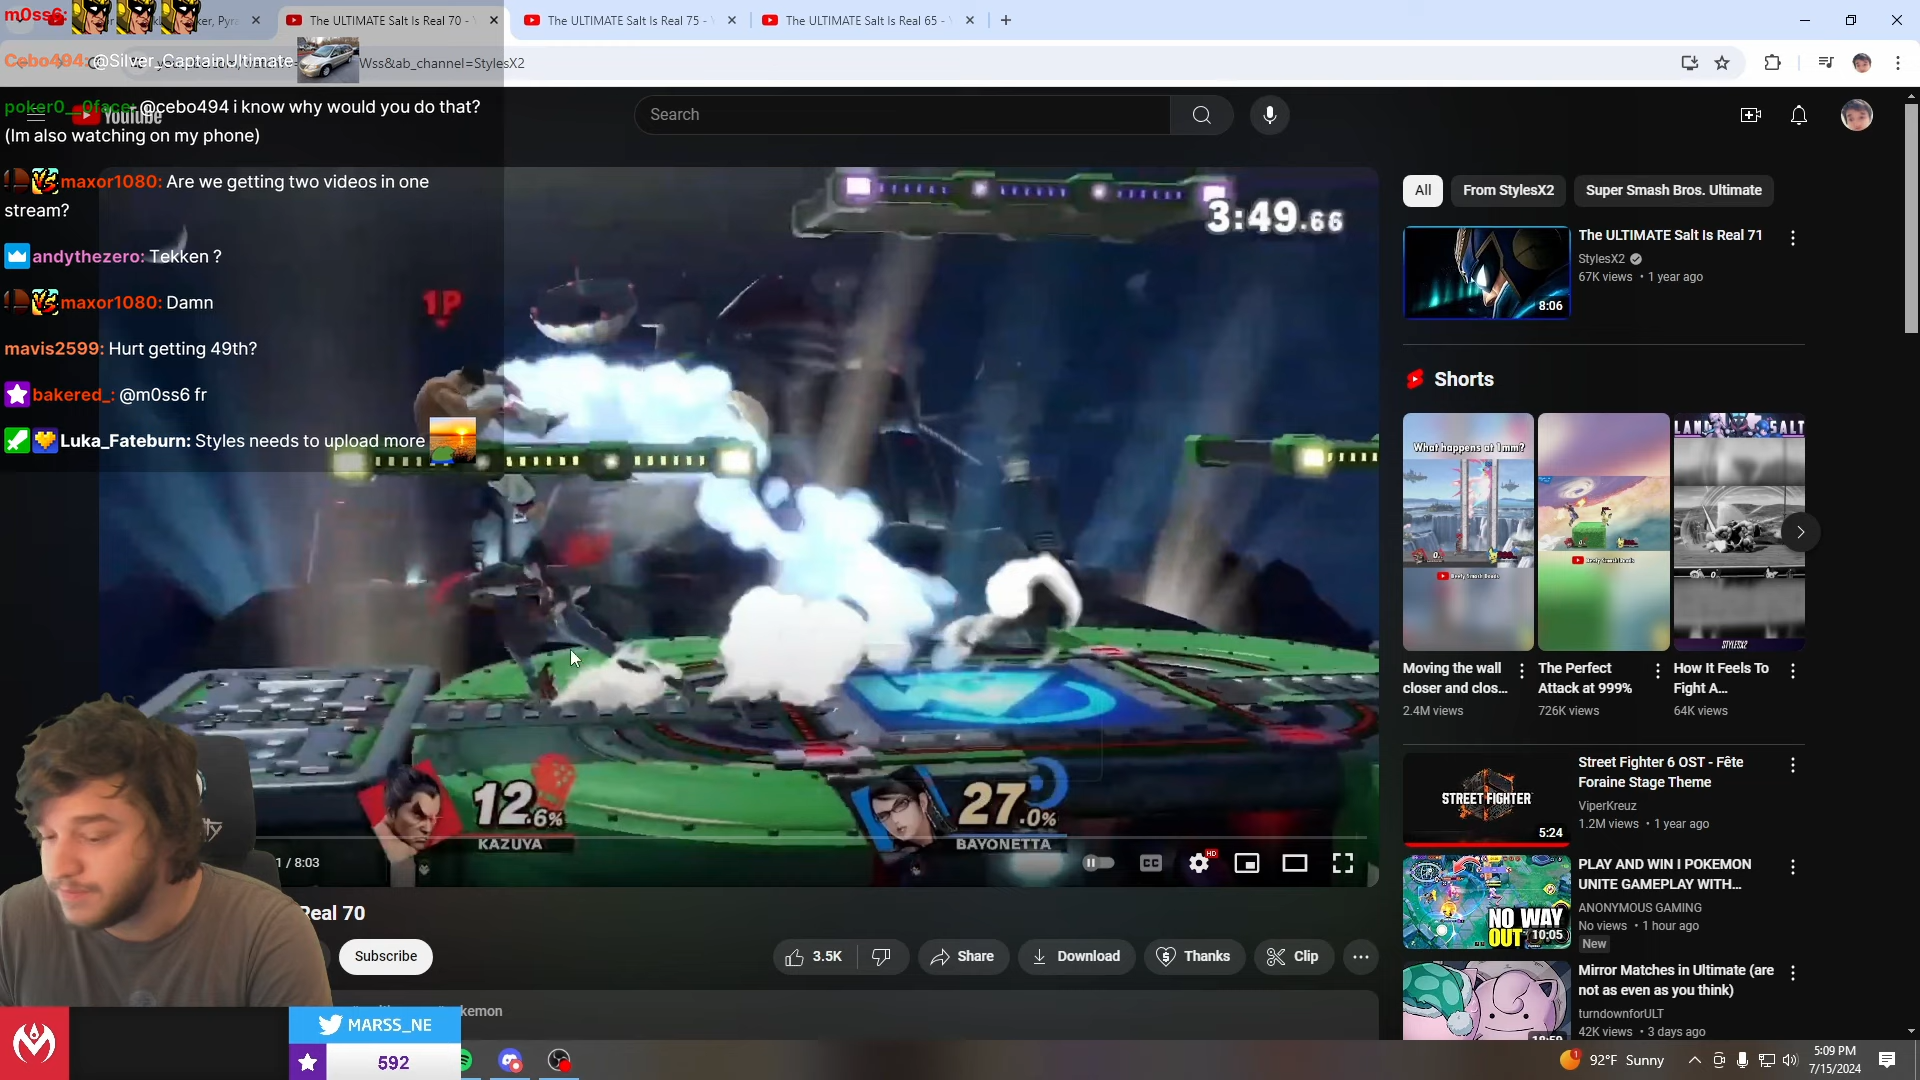 The ULTIMATE Salt Is Real 70 -
The ULTIMATE Salt Is Real 75 -
The ULTIMATE Salt Is Real 65 -
Wss&ab_channel=StylesX2
m0ss6:
Cebo494: @Silver_CaptainUltimate
poker0__0face: @cebo494 i know why would you do that?
(Im also watching on my phone)
maxor1080: Are we getting two videos in one
stream?
andythezero: Tekken ?
maxor1080: Damn
mavis2599: Hurt getting 49th?
bakered_: @m0ss6 fr
Luka_Fateburn: Styles needs to upload more
YouTube
Search
1P
3:49.66
12.6%
KAZUYA
27.0%
BAYONETTA
1 / 8:03
CC
HD
Real 70
Subscribe
3.5K
Share
Download
Thanks
Clip
kemon
All
From StylesX2
Super Smash Bros. Ultimate
The ULTIMATE Salt Is Real 71
StylesX2
67K views • 1 year ago
8:06
Shorts
What happens at 1mm?
LAND
SALT
STYLESX2
Moving the wall
closer and clos...
2.4M views
The Perfect
Attack at 999%
726K views
How It Feels To
Fight A...
64K views
STREET FIGHTER
5:24
Street Fighter 6 OST - Fête
Foraine Stage Theme
ViperKreuz
1.2M views • 1 year ago
NO WAY
OUT
10:05
PLAY AND WIN I POKEMON
UNITE GAMEPLAY WITH...
ANONYMOUS GAMING
No views • 1 hour ago
New
Mirror Matches in Ultimate (are
not as even as you think)
turndownforULT
42K views • 3 days ago
MARSS_NE
592
92°F Sunny
5:09 PM
7/15/2024